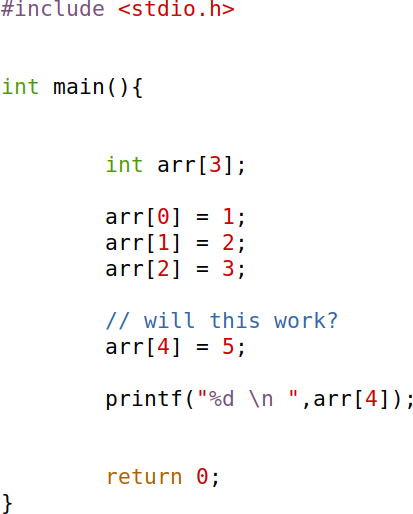 #include <stdio.h>
int main(){
int arr[3];
arr[0] = 1;
arr[1] = 2;
arr[2] = 3;
// will this work?
arr[4] = 5;
printf("%d \n ",arr[4]);
return 0;
}